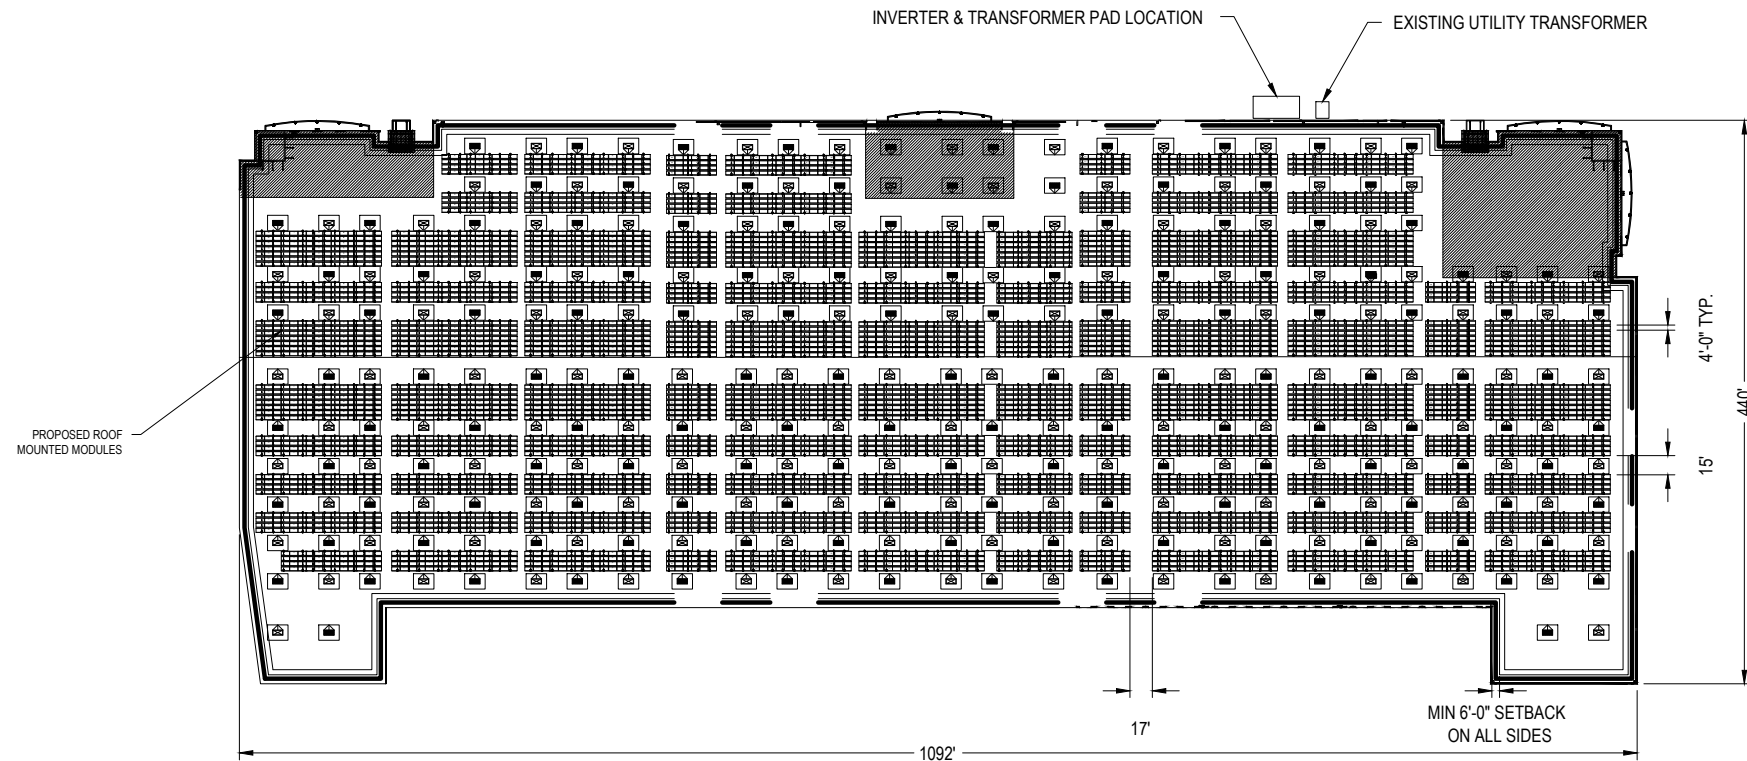 INVERTER & TRANSFORMER PAD LOCATION
EXISTING UTILITY TRANSFORMER
4'-0" TYP.
440'
PROPOSED ROOF
MOUNTED MODULES
15'
17'
MIN 6'-0" SETBACK
ON ALL SIDES
1092'